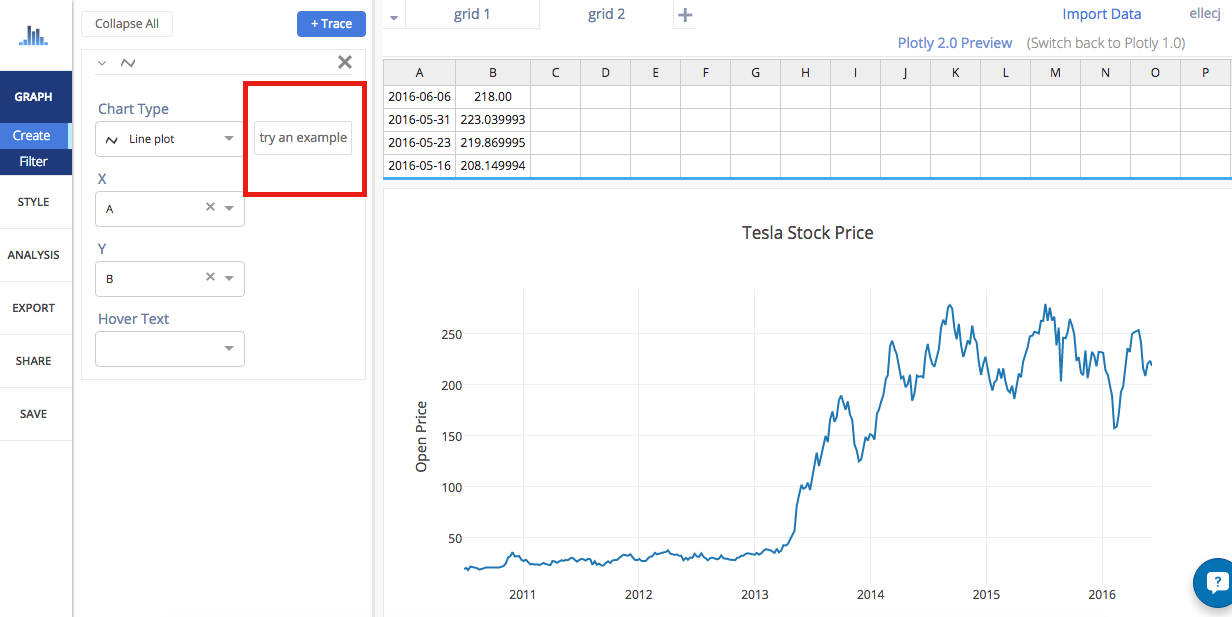 Collapse All
+ Trace
GRAPH
Create
Filter
STYLE
ANALYSIS
EXPORT
SHARE
SAVE
Chart Type
Line plot
try an example
X
A
Y
B
Hover Text
grid 1 grid 2
Import Data ellecj
Plotly 2.0 Preview (Switch back to Plotly 1.0)
A B C D E F G H I J K L M N O P
2016-06-06 218.00
2016-05-31 223.039993
2016-05-23 219.869995
2016-05-16 208.149994
Tesla Stock Price
Open Price
250
200
150
100
50
2011 2012 2013 2014 2015 2016